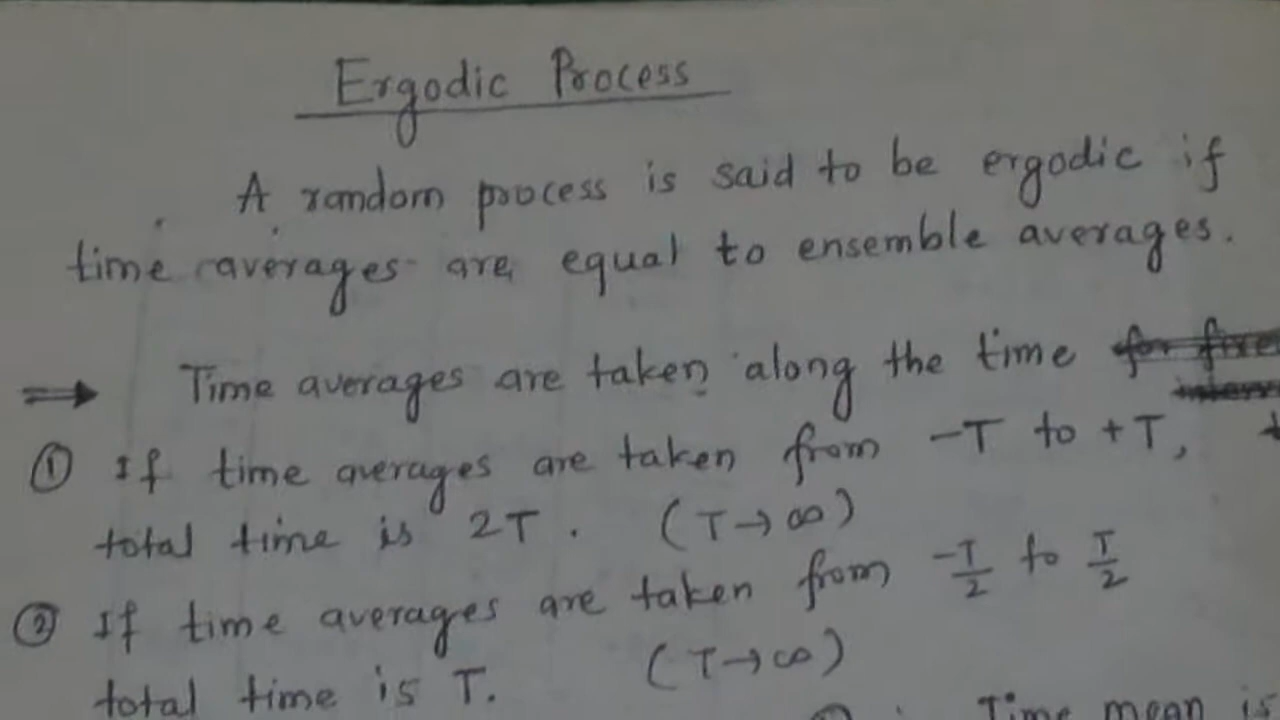 Ergodic Process
A random process is said to be ergodic if
time averages are equal to ensemble averages.
⇒ Time averages are taken along the time for fixe
① If time averages are taken from -T to +T,
total time is 2T. (T→∞)
② If time averages are taken from -T/2 to T/2
total time is T. (T→∞)
Time mean is